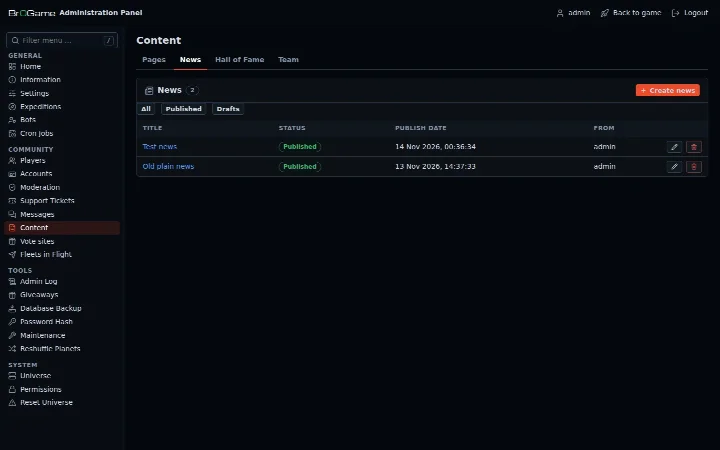 BrOGame Administration Panel
admin
Back to game
Logout
Filter menu ...
/
GENERAL
Home
Information
Settings
Expeditions
Bots
Cron Jobs
COMMUNITY
Players
Accounts
Moderation
Support Tickets
Messages
Content
Vote sites
Fleets in Flight
TOOLS
Admin Log
Giveaways
Database Backup
Password Hash
Maintenance
Reshuffle Planets
SYSTEM
Universe
Permissions
Reset Universe
Content
Pages News Hall of Fame Team
News 2
+ Create news
All Published Drafts
TITLE STATUS PUBLISH DATE FROM
Test news Published 14 Nov 2026, 00:36:34 admin
Old plain news Published 13 Nov 2026, 14:37:33 admin